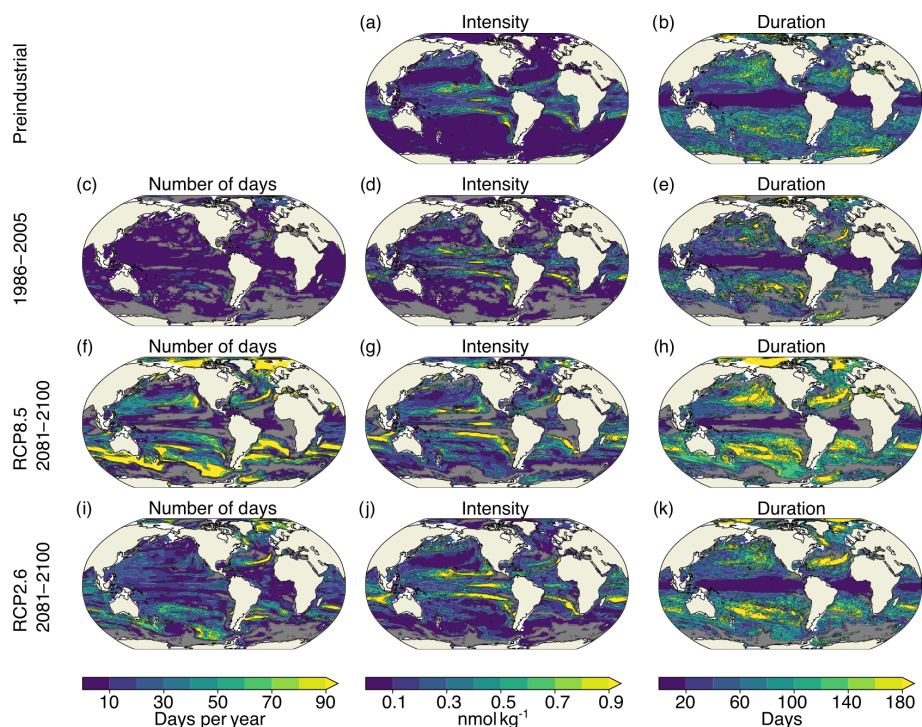 (a) Intensity
(b) Duration
Preindustrial
(c) Number of days
(d) Intensity
(e) Duration
1986−2005
(f) Number of days
(g) Intensity
(h) Duration
RCP8.5
2081−2100
(i) Number of days
(j) Intensity
(k) Duration
RCP2.6
2081−2100
10 30 50 70 90
Days per year
0.1 0.3 0.5 0.7 0.9
nmol kg⁻¹
20 60 100 140 180
Days